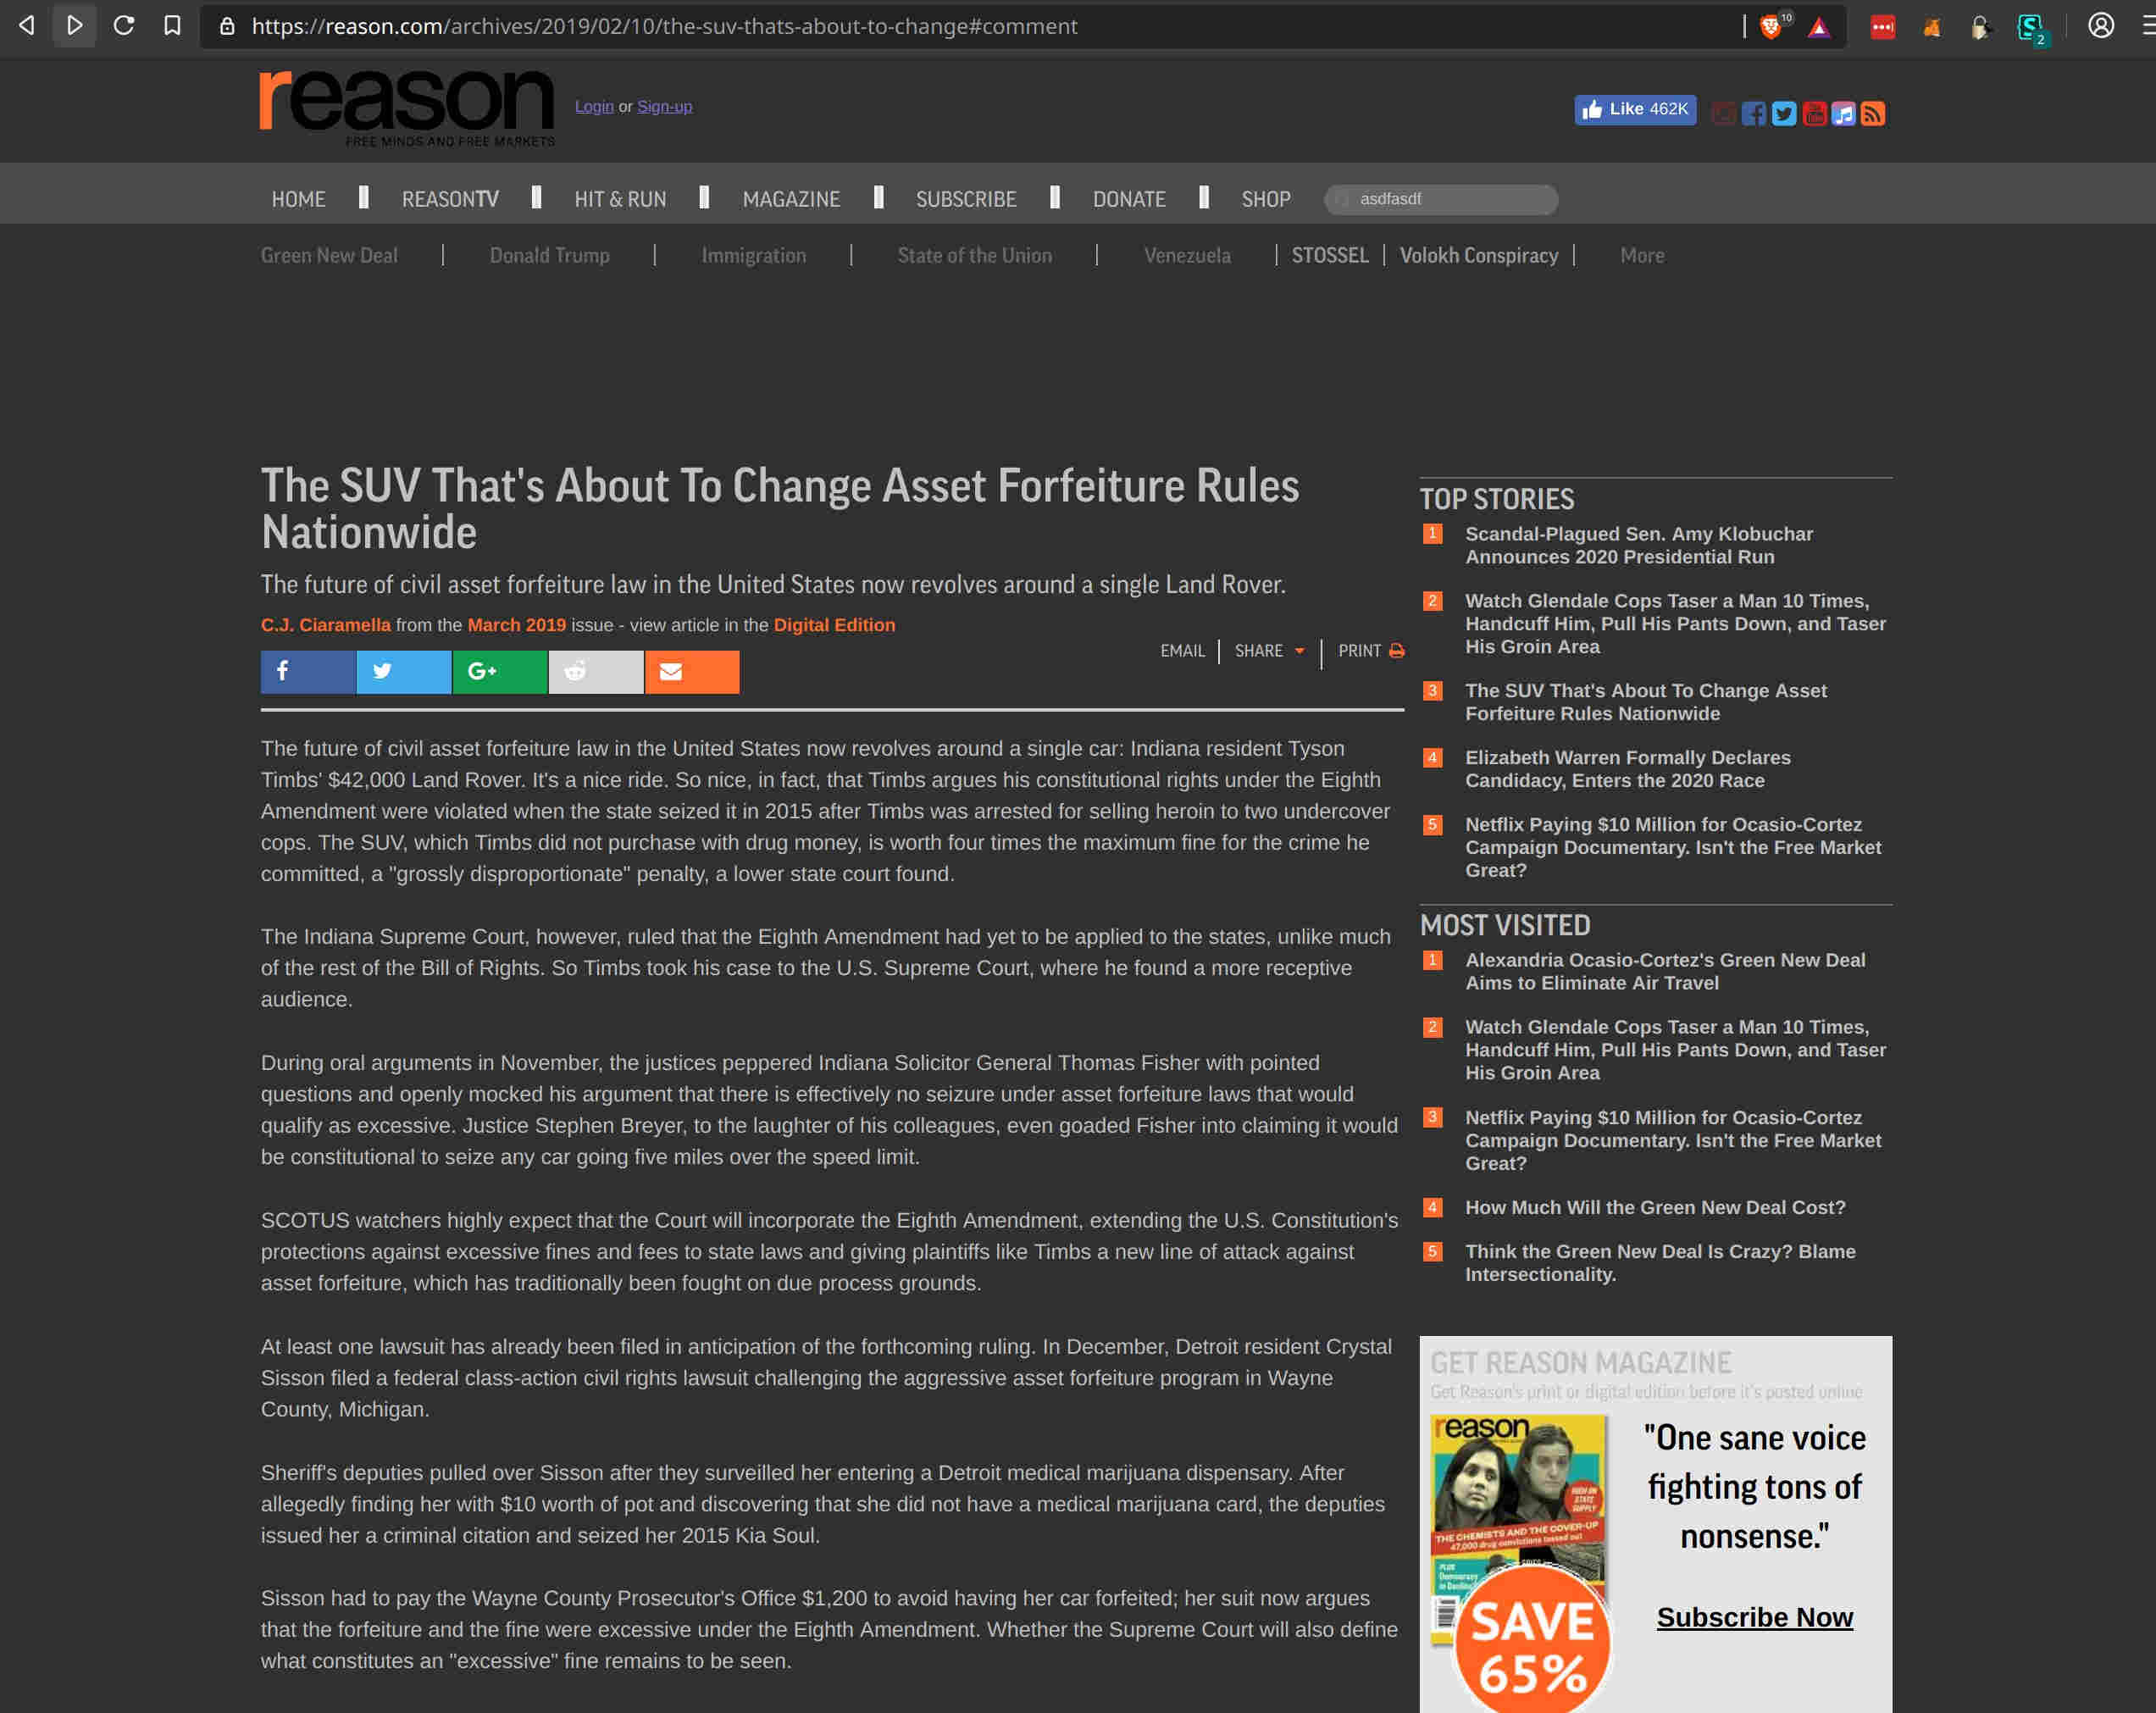 https://reason.com/archives/2019/02/10/the-suv-thats-about-to-change#comment
10
2
reason
FREE MINDS AND FREE MARKETS
Login or Sign-up
Like 462K
HOME
REASONTV
HIT & RUN
MAGAZINE
SUBSCRIBE
DONATE
SHOP
asdfasdf
Green New Deal
Donald Trump
Immigration
State of the Union
Venezuela
STOSSEL
Volokh Conspiracy
More
The SUV That's About To Change Asset Forfeiture Rules
Nationwide
The future of civil asset forfeiture law in the United States now revolves around a single Land Rover.
C.J. Ciaramella from the March 2019 issue - view article in the Digital Edition
EMAIL
SHARE
PRINT
G+
The future of civil asset forfeiture law in the United States now revolves around a single car: Indiana resident Tyson
Timbs' $42,000 Land Rover. It's a nice ride. So nice, in fact, that Timbs argues his constitutional rights under the Eighth
Amendment were violated when the state seized it in 2015 after Timbs was arrested for selling heroin to two undercover
cops. The SUV, which Timbs did not purchase with drug money, is worth four times the maximum fine for the crime he
committed, a "grossly disproportionate" penalty, a lower state court found.
The Indiana Supreme Court, however, ruled that the Eighth Amendment had yet to be applied to the states, unlike much
of the rest of the Bill of Rights. So Timbs took his case to the U.S. Supreme Court, where he found a more receptive
audience.
During oral arguments in November, the justices peppered Indiana Solicitor General Thomas Fisher with pointed
questions and openly mocked his argument that there is effectively no seizure under asset forfeiture laws that would
qualify as excessive. Justice Stephen Breyer, to the laughter of his colleagues, even goaded Fisher into claiming it would
be constitutional to seize any car going five miles over the speed limit.
SCOTUS watchers highly expect that the Court will incorporate the Eighth Amendment, extending the U.S. Constitution's
protections against excessive fines and fees to state laws and giving plaintiffs like Timbs a new line of attack against
asset forfeiture, which has traditionally been fought on due process grounds.
At least one lawsuit has already been filed in anticipation of the forthcoming ruling. In December, Detroit resident Crystal
Sisson filed a federal class-action civil rights lawsuit challenging the aggressive asset forfeiture program in Wayne
County, Michigan.
Sheriff's deputies pulled over Sisson after they surveilled her entering a Detroit medical marijuana dispensary. After
allegedly finding her with $10 worth of pot and discovering that she did not have a medical marijuana card, the deputies
issued her a criminal citation and seized her 2015 Kia Soul.
Sisson had to pay the Wayne County Prosecutor's Office $1,200 to avoid having her car forfeited; her suit now argues
that the forfeiture and the fine were excessive under the Eighth Amendment. Whether the Supreme Court will also define
what constitutes an "excessive" fine remains to be seen.
TOP STORIES
1 Scandal-Plagued Sen. Amy Klobuchar
Announces 2020 Presidential Run
2 Watch Glendale Cops Taser a Man 10 Times,
Handcuff Him, Pull His Pants Down, and Taser
His Groin Area
3 The SUV That's About To Change Asset
Forfeiture Rules Nationwide
4 Elizabeth Warren Formally Declares
Candidacy, Enters the 2020 Race
5 Netflix Paying $10 Million for Ocasio-Cortez
Campaign Documentary. Isn't the Free Market
Great?
MOST VISITED
1 Alexandria Ocasio-Cortez's Green New Deal
Aims to Eliminate Air Travel
2 Watch Glendale Cops Taser a Man 10 Times,
Handcuff Him, Pull His Pants Down, and Taser
His Groin Area
3 Netflix Paying $10 Million for Ocasio-Cortez
Campaign Documentary. Isn't the Free Market
Great?
4 How Much Will the Green New Deal Cost?
5 Think the Green New Deal Is Crazy? Blame
Intersectionality.
GET REASON MAGAZINE
Get Reason's print or digital edition before it's posted online
reason
HIGH ON
STATE
SUPPLY
THE CHEMISTS AND THE COVER-UP
47,000 drug convictions tossed out
PLUS
Democracy
"One sane voice
fighting tons of
nonsense."
Subscribe Now
SAVE
65%